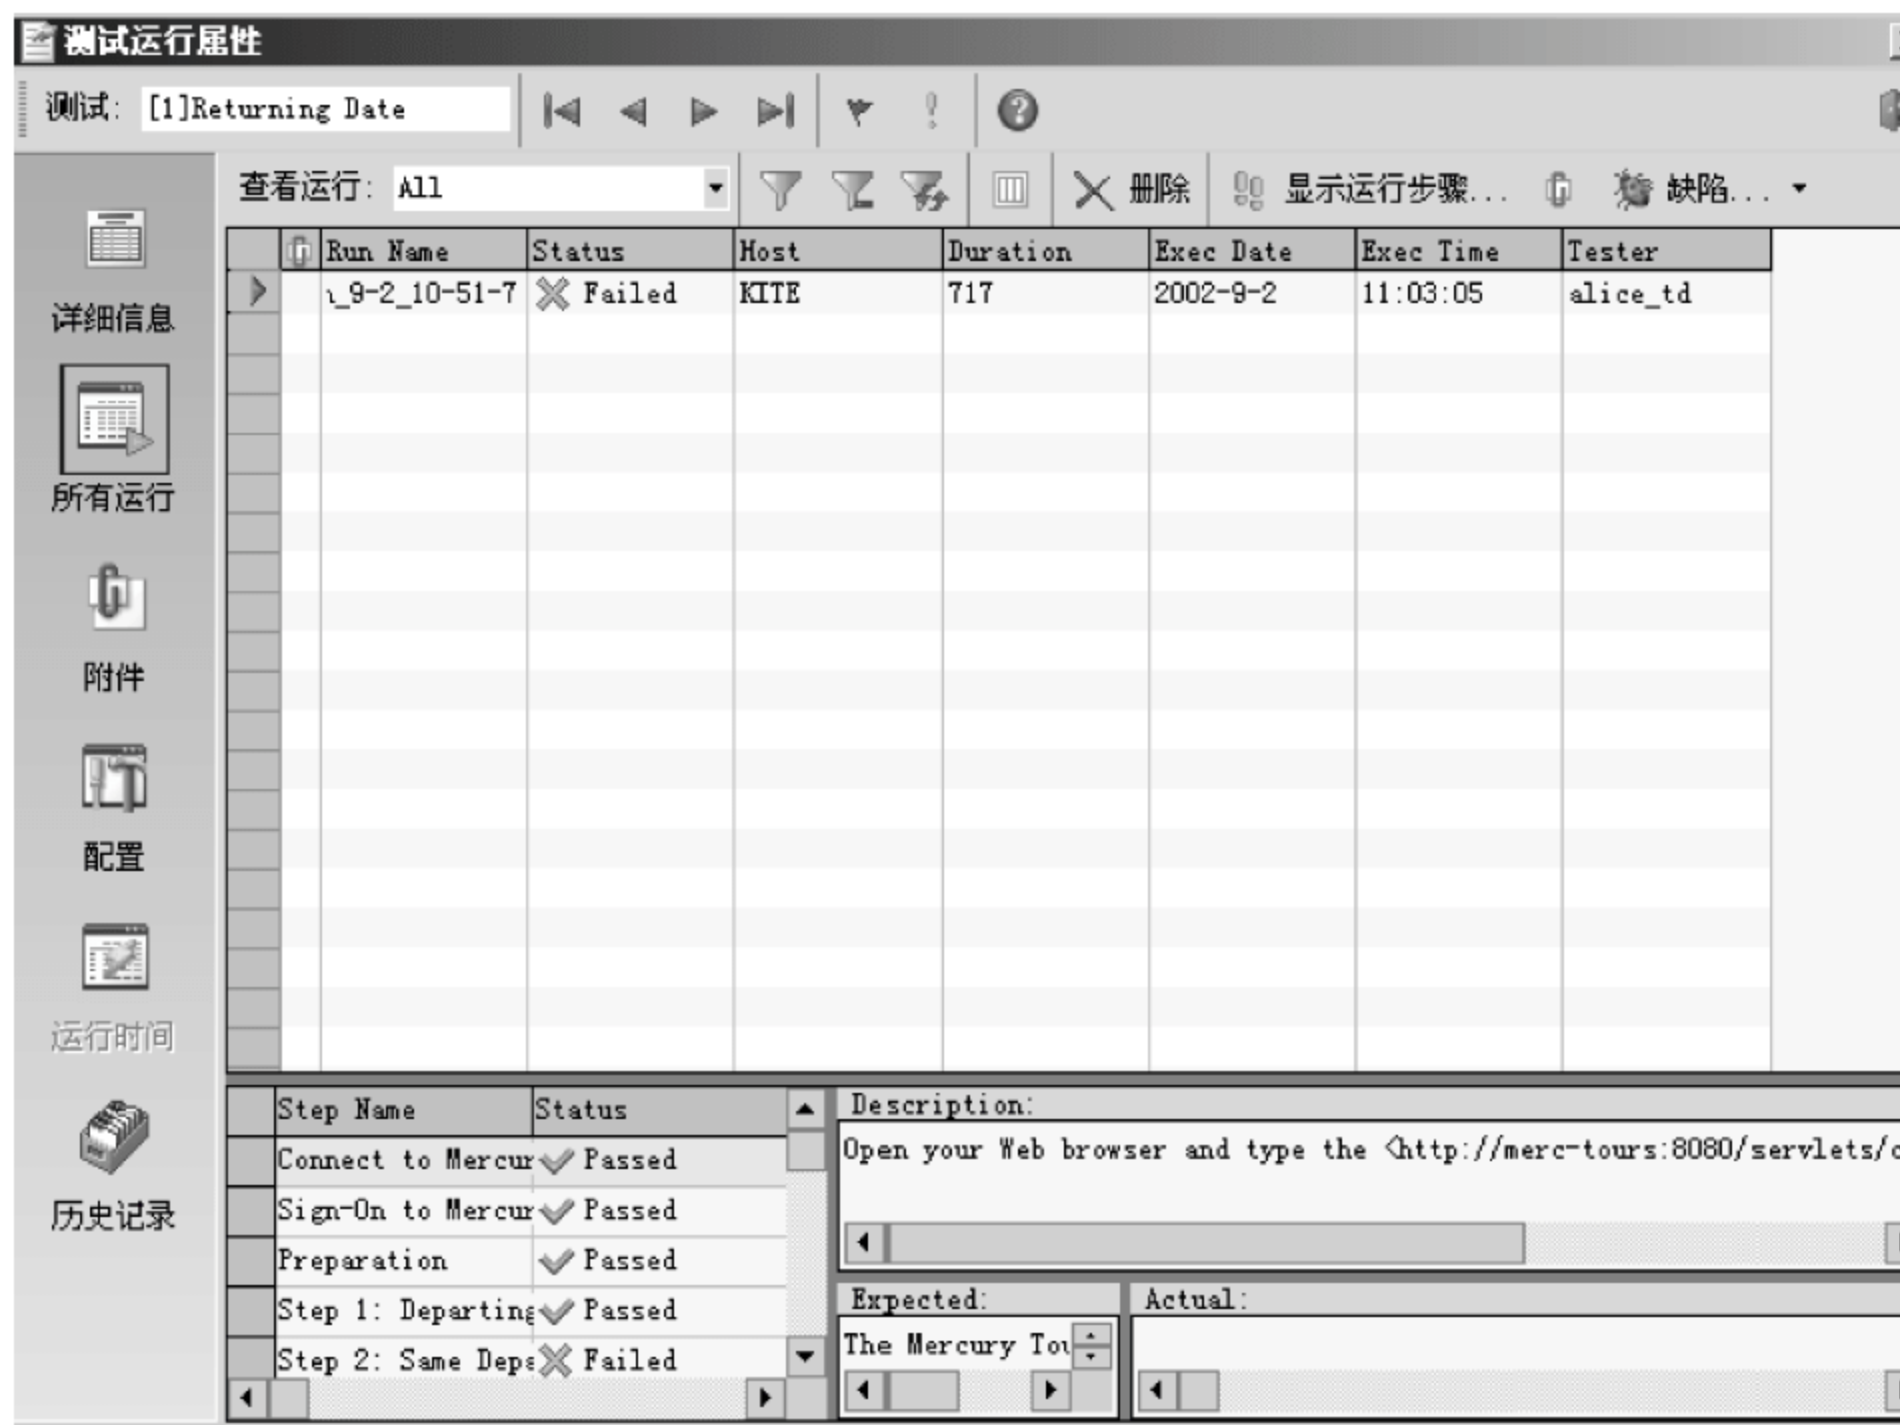 测试运行属性
测试: [1]Returning Date
查看运行: All 删除 显示运行步骤... 缺陷...
Run Name Status Host Duration Exec Date Exec Time Tester
_9-2_10-51-7 Failed KITE 717 2002-9-2 11:03:05 alice_td
详细信息
所有运行
附件
配置
运行时间
历史记录
Step Name Status
Connect to Mercur Passed
Sign-On to Mercur Passed
Preparation Passed
Step 1: Departing Passed
Step 2: Same Depa Failed
Description:
Open your Web browser and type the <http://merc-tours:8080/servlets/
Expected:
The Mercury Tou
Actual: